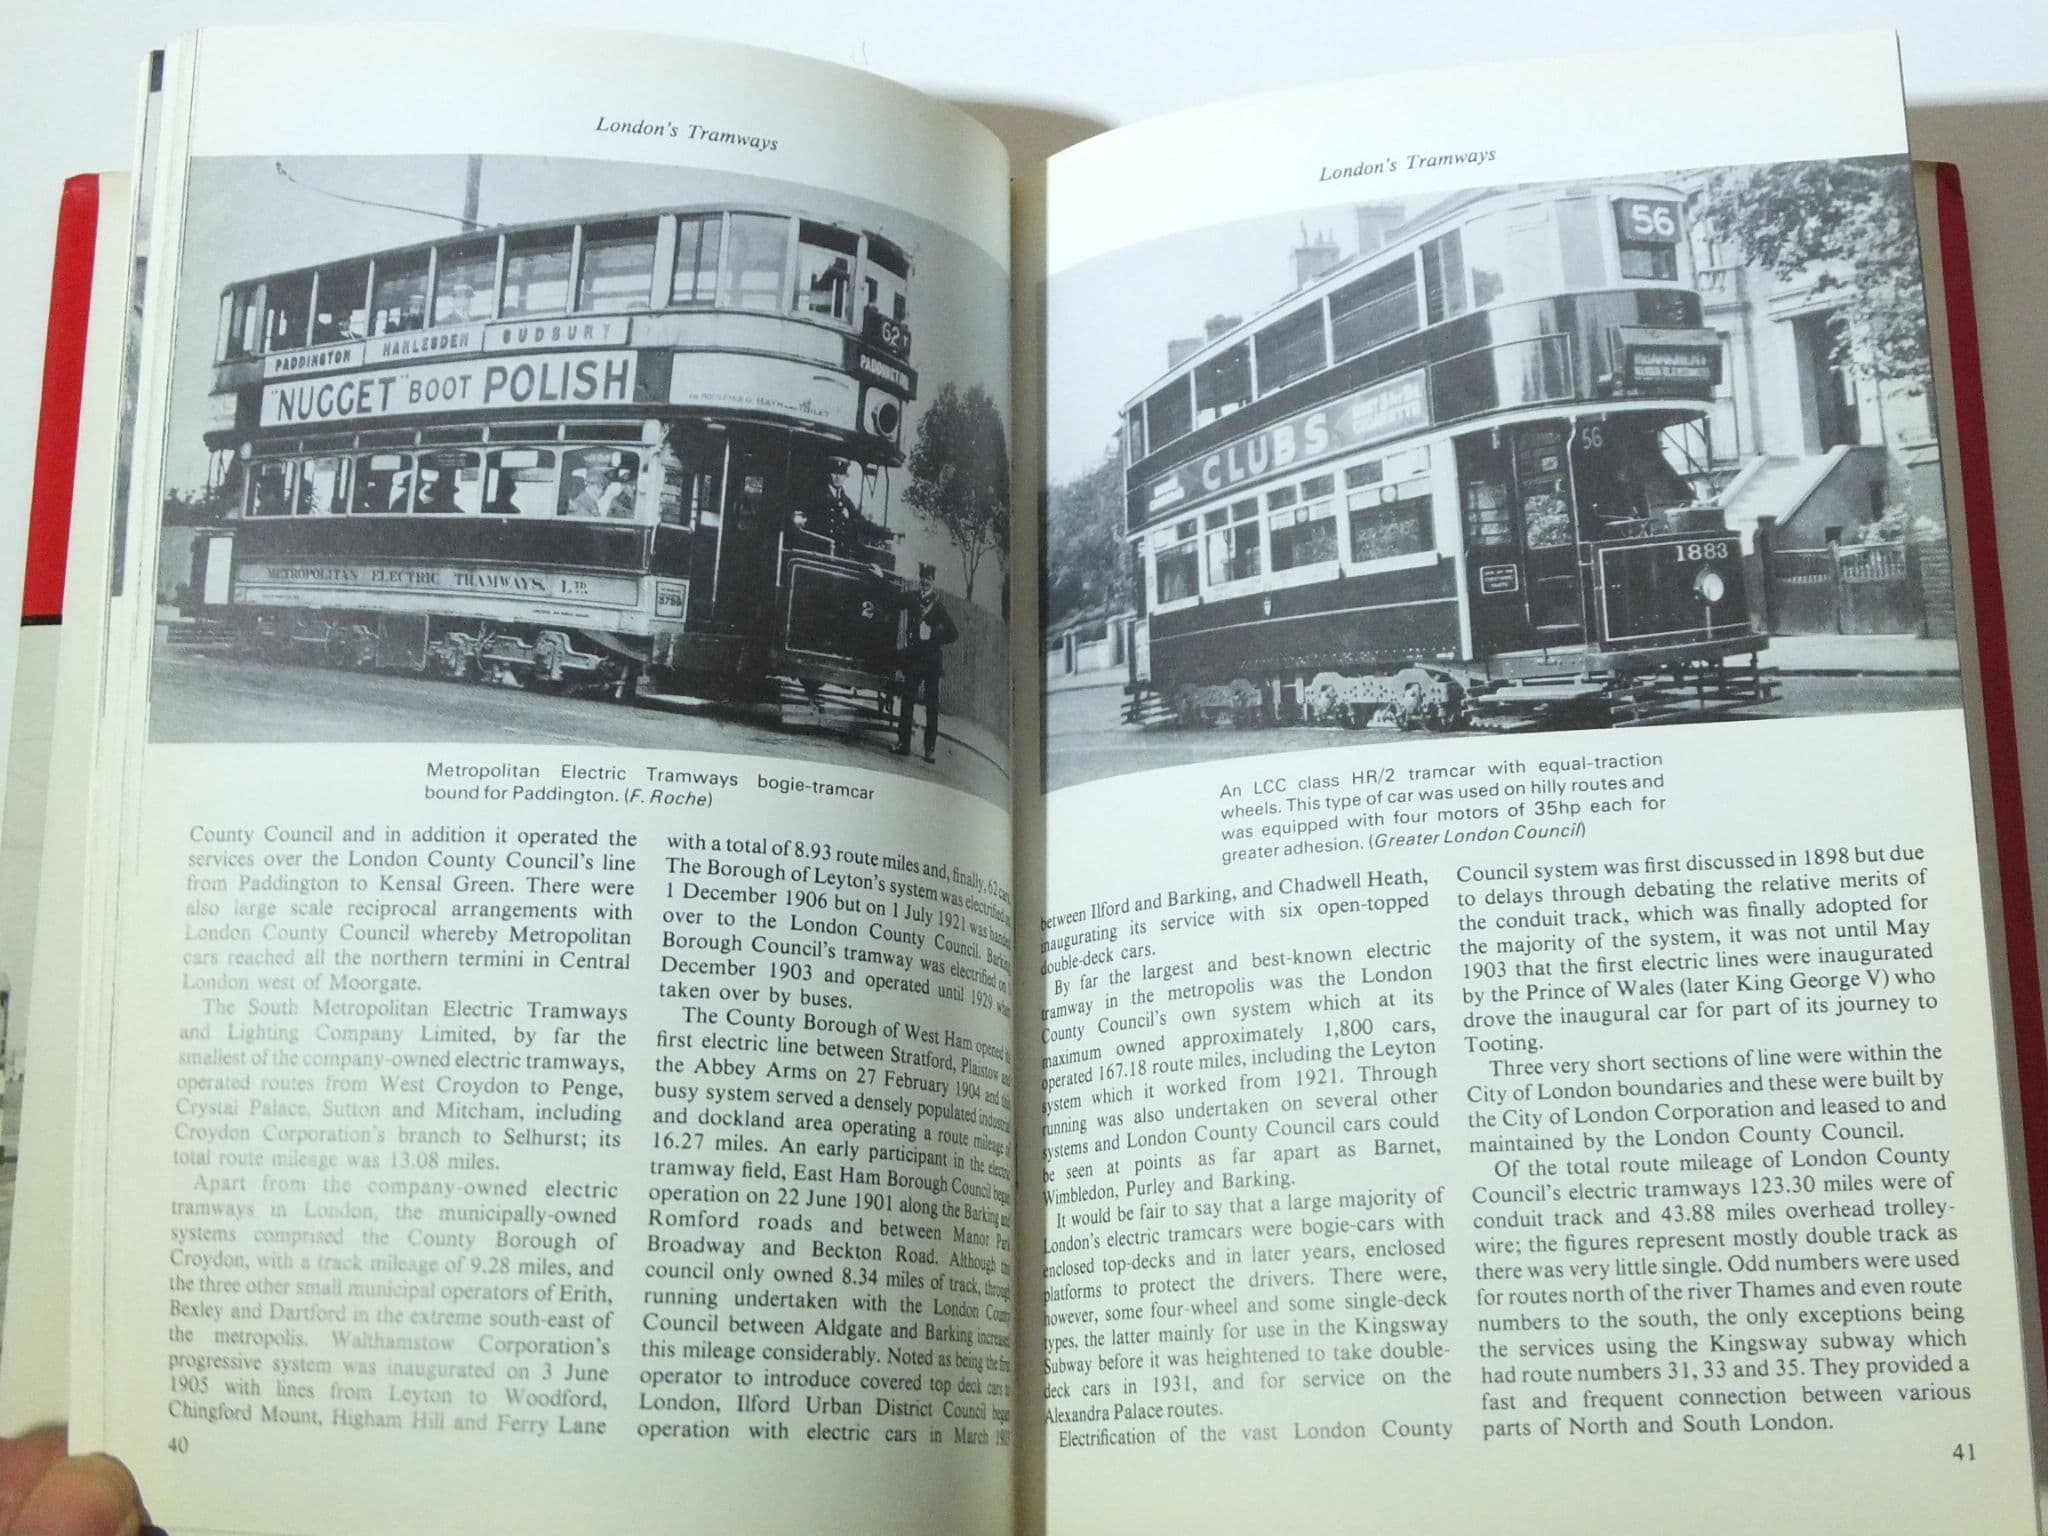 London's Tramways
PADDINGTON HARLESDEN SUDBURY
"NUGGET" BOOT POLISH
62
PADDINGTON
METROPOLITAN ELECTRIC TRAMWAYS, LTD
2
Metropolitan Electric Tramways bogie-tramcar
bound for Paddington. (F. Roche)
County Council and in addition it operated the
services over the London County Council's line
from Paddington to Kensal Green. There were
also large scale reciprocal arrangements with
London County Council whereby Metropolitan
cars reached all the northern termini in Central
London west of Moorgate.
The South Metropolitan Electric Tramways
and Lighting Company Limited, by far the
smallest of the company-owned electric tramways,
operated routes from West Croydon to Penge,
Crystal Palace, Sutton and Mitcham, including
Croydon Corporation's branch to Selhurst; its
total route mileage was 13.08 miles.
Apart from the company-owned electric
tramways in London, the municipally-owned
systems comprised the County Borough of
Croydon, with a track mileage of 9.28 miles, and
the three other small municipal operators of Erith,
Bexley and Dartford in the extreme south-east of
the metropolis. Walthamstow Corporation's
progressive system was inaugurated on 3 June
1905 with lines from Leyton to Woodford,
Chingford Mount, Higham Hill and Ferry Lane
with a total of 8.93 route miles and, finally, 62 cars.
The Borough of Leyton's system was electrified on
1 December 1906 but on 1 July 1921 was handed
over to the London County Council. Barking
Borough Council's tramway was electrified on 1
December 1903 and operated until 1929 when
taken over by buses.
The County Borough of West Ham opened its
first electric line between Stratford, Plaistow and
the Abbey Arms on 27 February 1904 and this
busy system served a densely populated industrial
and dockland area operating a route mileage of
16.27 miles. An early participant in the electric
tramway field, East Ham Borough Council began
operation on 22 June 1901 along the Barking and
Romford roads and between Manor Park
Broadway and Beckton Road. Although this
council only owned 8.34 miles of track, through
running undertaken with the London County
Council between Aldgate and Barking increased
this mileage considerably. Noted as being the first
operator to introduce covered top deck cars in
London, Ilford Urban District Council began
operation with electric cars in March 1903
40
London's Tramways
56
CLUBS
56
1883
An LCC class HR/2 tramcar with equal-traction
wheels. This type of car was used on hilly routes and
was equipped with four motors of 35hp each for
greater adhesion. (Greater London Council)
between Ilford and Barking, and Chadwell Heath,
inaugurating its service with six open-topped
double-deck cars.
By far the largest and best-known electric
tramway in the metropolis was the London
County Council's own system which at its
maximum owned approximately 1,800 cars,
operated 167.18 route miles, including the Leyton
system which it worked from 1921. Through
running was also undertaken on several other
systems and London County Council cars could
be seen at points as far apart as Barnet,
Wimbledon, Purley and Barking.
It would be fair to say that a large majority of
London's electric tramcars were bogie-cars with
enclosed top-decks and in later years, enclosed
platforms to protect the drivers. There were,
however, some four-wheel and some single-deck
types, the latter mainly for use in the Kingsway
Subway before it was heightened to take double-
deck cars in 1931, and for service on the
Alexandra Palace routes.
Electrification of the vast London County
Council system was first discussed in 1898 but due
to delays through debating the relative merits of
the conduit track, which was finally adopted for
the majority of the system, it was not until May
1903 that the first electric lines were inaugurated
by the Prince of Wales (later King George V) who
drove the inaugural car for part of its journey to
Tooting.
Three very short sections of line were within the
City of London boundaries and these were built by
the City of London Corporation and leased to and
maintained by the London County Council.
Of the total route mileage of London County
Council's electric tramways 123.30 miles were of
conduit track and 43.88 miles overhead trolley-
wire; the figures represent mostly double track as
there was very little single. Odd numbers were used
for routes north of the river Thames and even route
numbers to the south, the only exceptions being
the services using the Kingsway subway which
had route numbers 31, 33 and 35. They provided a
fast and frequent connection between various
parts of North and South London.
41